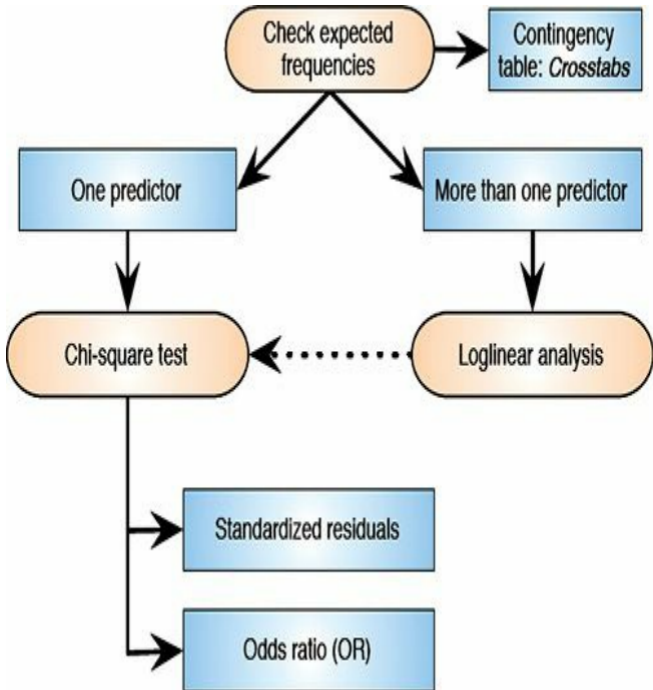 Check expected
frequencies
Contingency
table: Crosstabs
One predictor
More than one predictor
Chi-square test
Loglinear analysis
Standardized residuals
Odds ratio (OR)